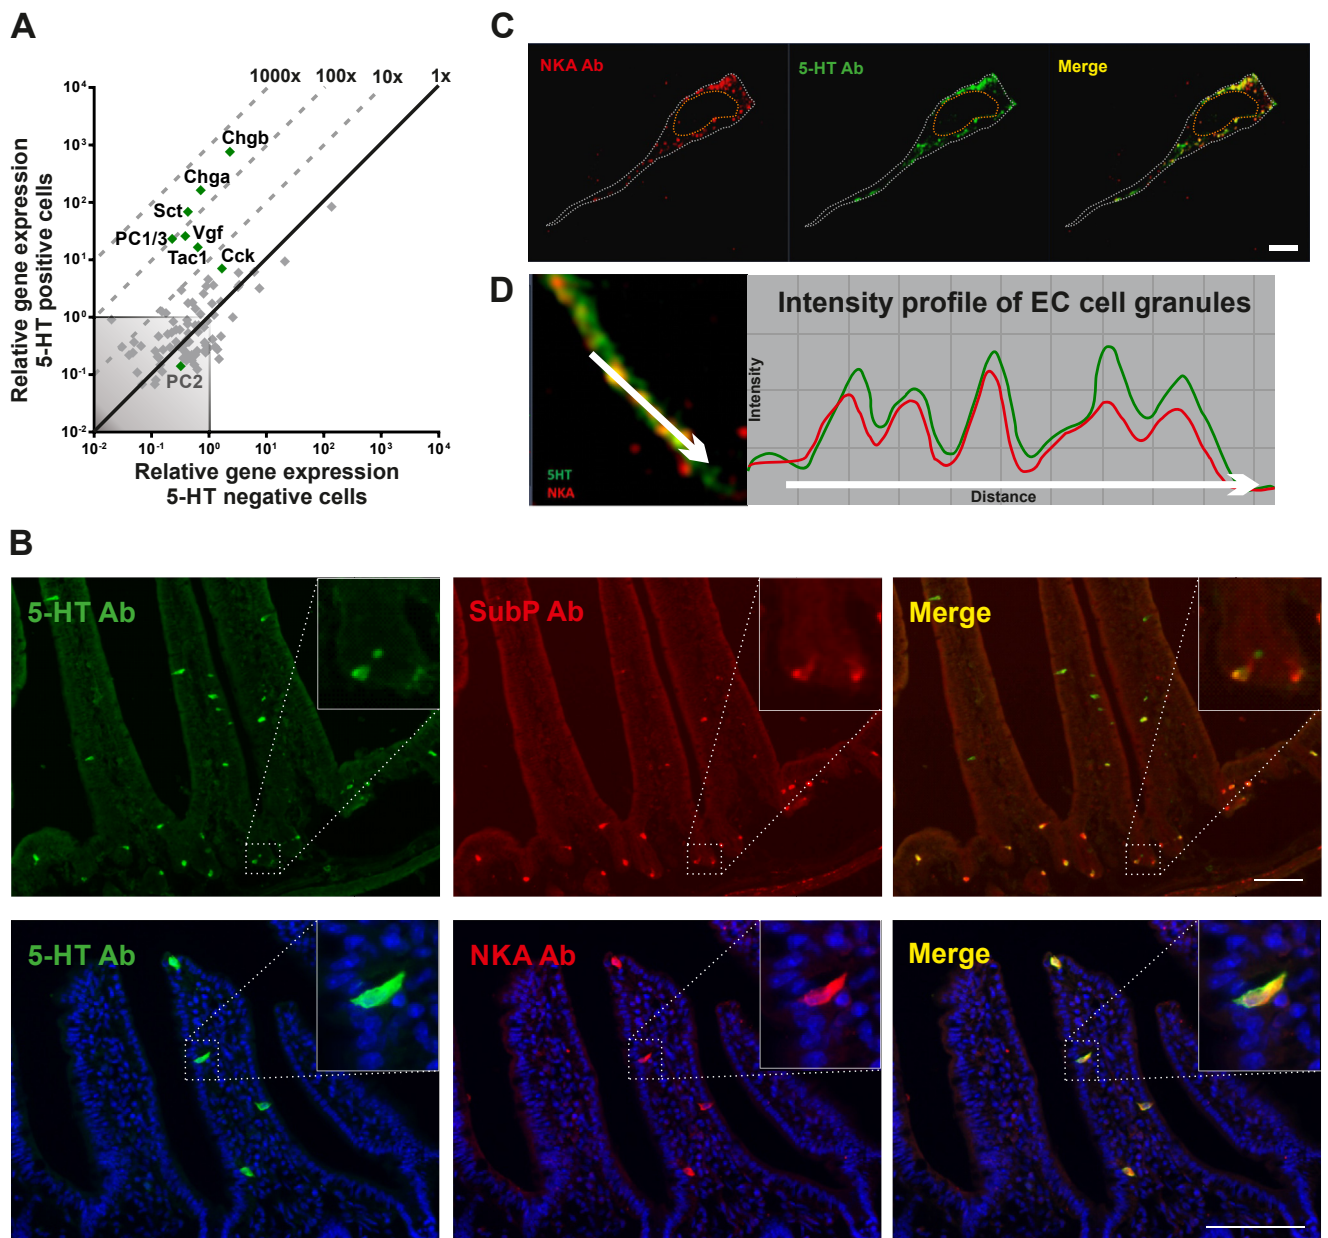 A
1000x 100x 10x 1x
10⁴
10³
10²
10¹
10⁰
10⁻¹
10⁻²
Relative gene expression
5-HT positive cells
Chgb
Chga
Sct
PC1/3
Vgf
Tac1
Cck
PC2
10⁻² 10⁻¹ 10⁰ 10¹ 10² 10³ 10⁴
Relative gene expression
5-HT negative cells
C
NKA Ab
5-HT Ab
Merge
D
5HT
NKA
Intensity profile of EC cell granules
Intensity
Distance
B
5-HT Ab
SubP Ab
Merge
5-HT Ab
NKA Ab
Merge